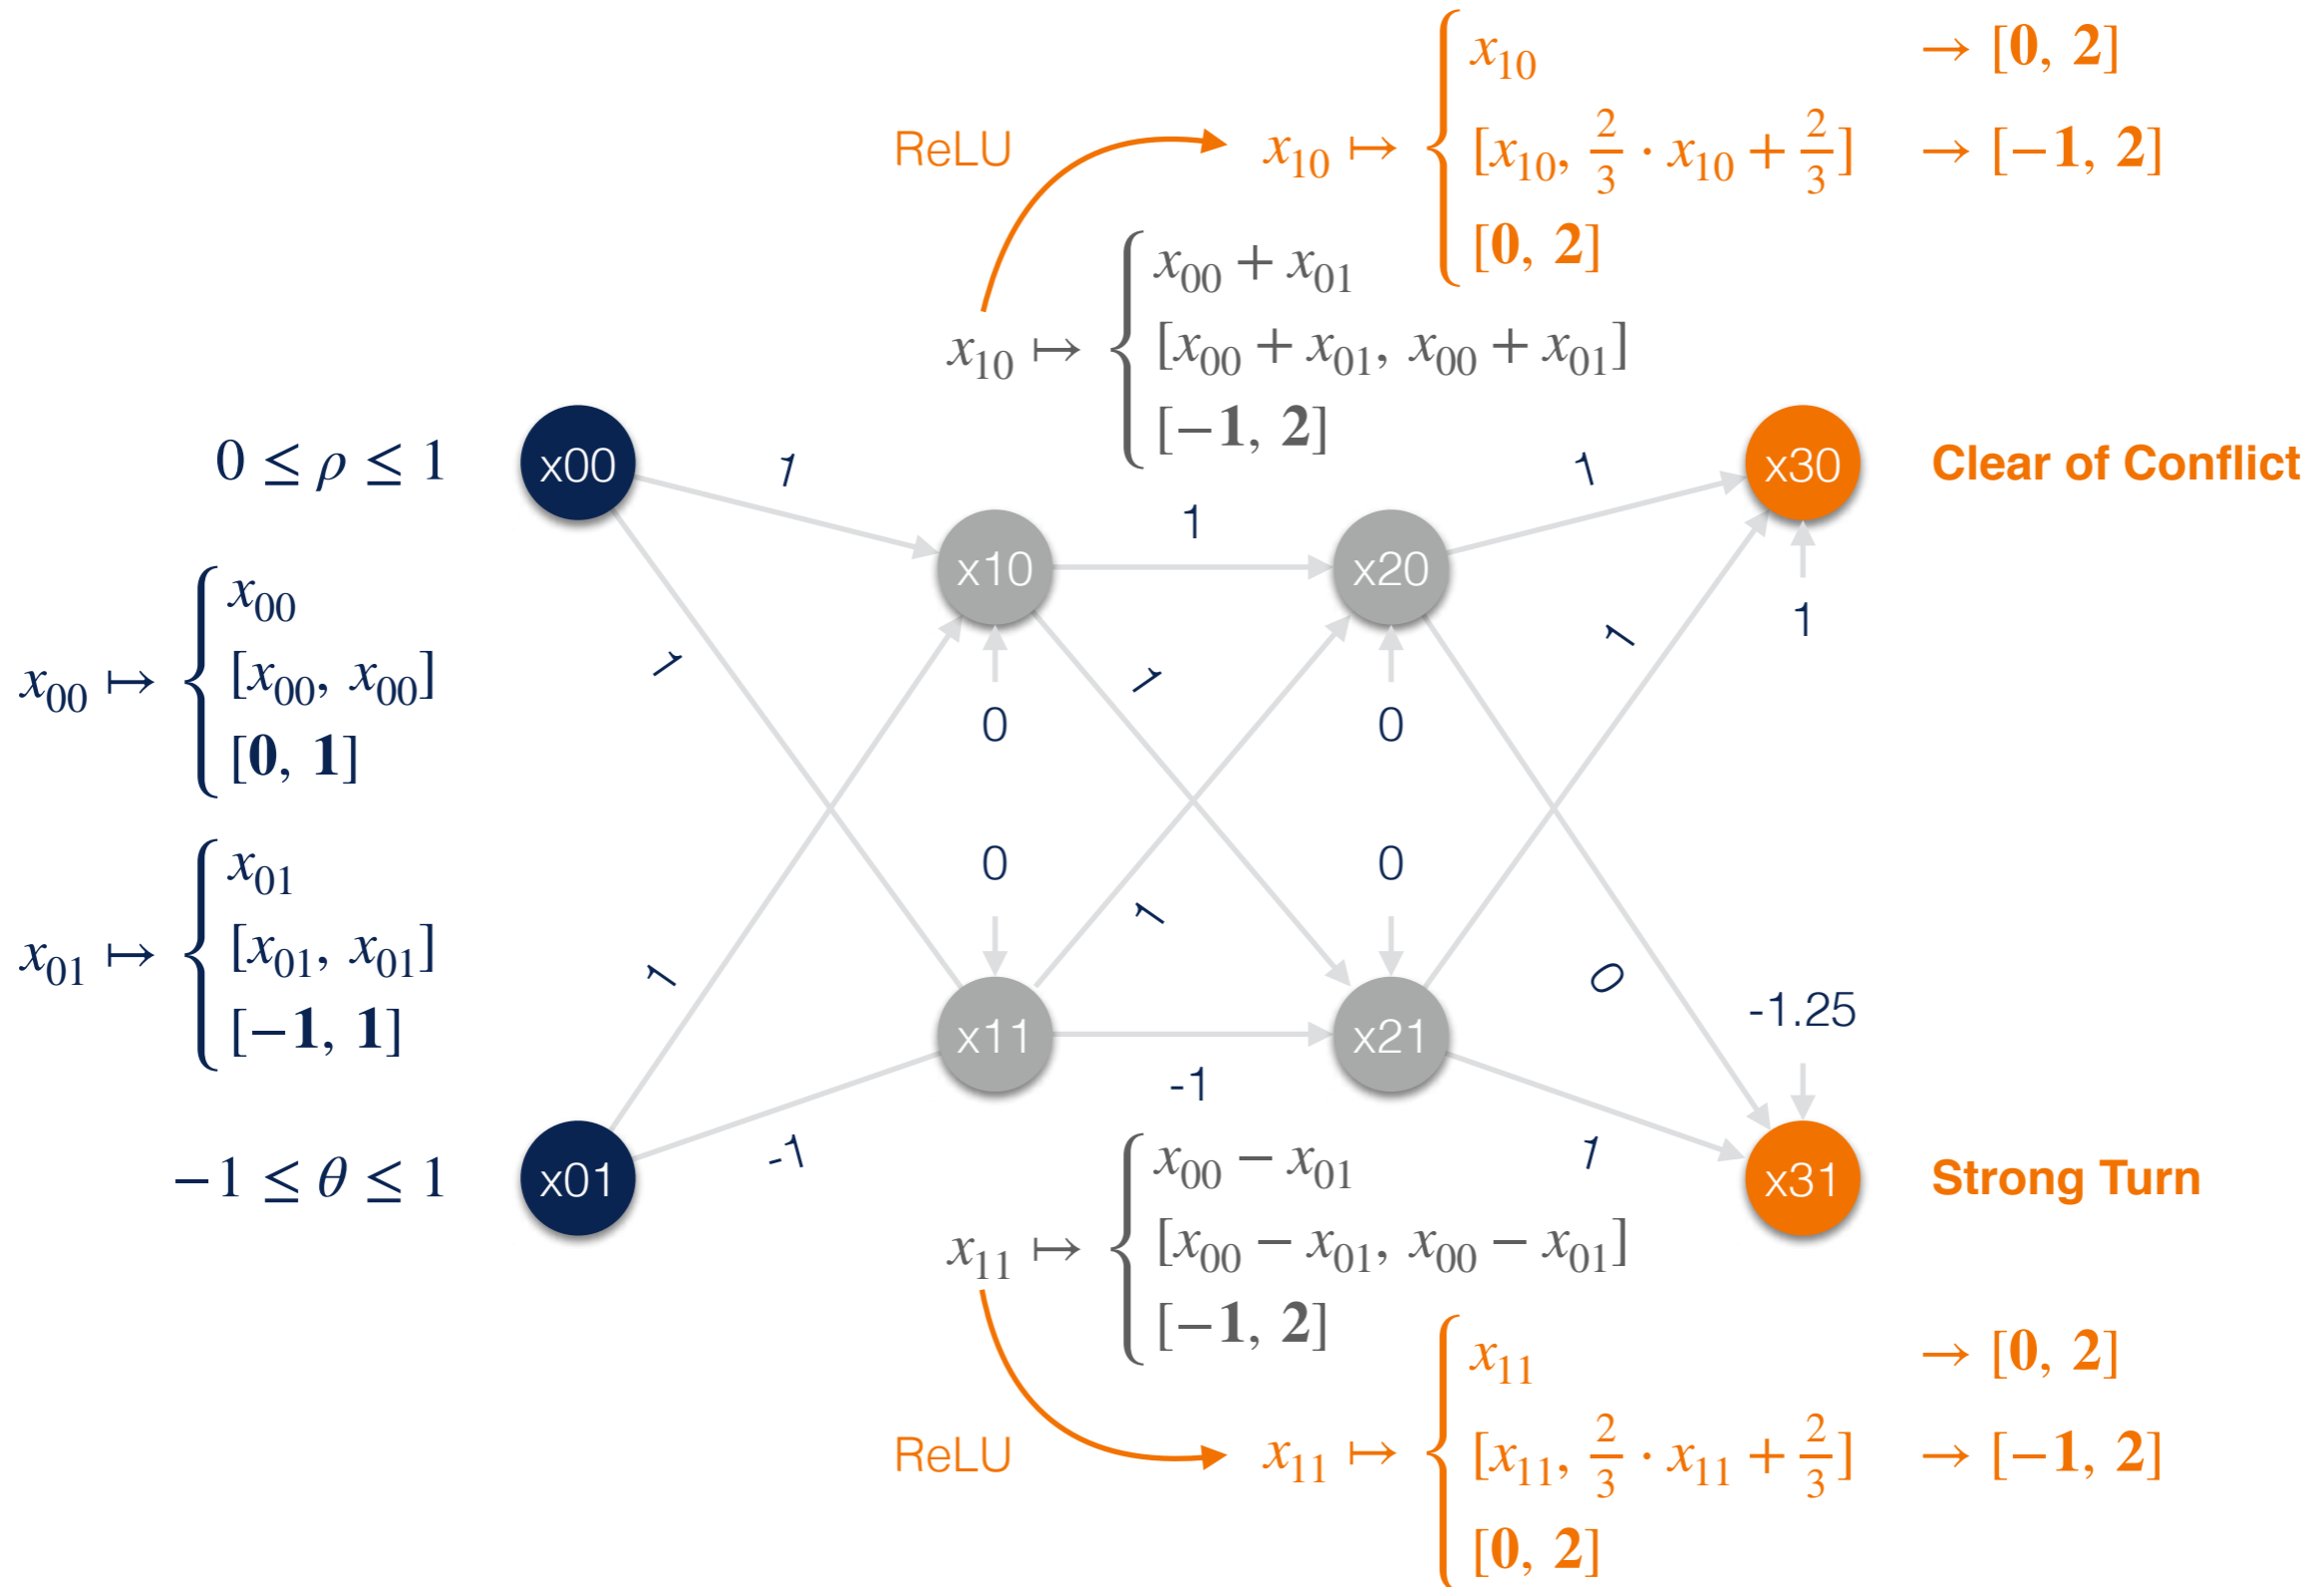 x₁₀ → [0, 2]
ReLU x₁₀ ↦ { [x₁₀, 2/3 · x₁₀ + 2/3] → [−1, 2]
[0, 2]
x₀₀ + x₀₁
x₁₀ ↦ { [x₀₀ + x₀₁, x₀₀ + x₀₁]
[−1, 2]
0 ≤ ρ ≤ 1 x00 1 1 x30 Clear of Conflict
1
x10 x20
x₀₀
x₀₀ ↦ { [x₀₀, x₀₀]
[0, 1]
1 1 1 1
0 0
x₀₁
x₀₁ ↦ { [x₀₁, x₀₁]
[−1, 1]
0 0
1 1 0 -1.25
x11 x21
-1
−1 ≤ θ ≤ 1 x01 -1 1 x31 Strong Turn
x₀₀ − x₀₁
x₁₁ ↦ { [x₀₀ − x₀₁, x₀₀ − x₀₁]
[−1, 2]
x₁₁ → [0, 2]
ReLU x₁₁ ↦ { [x₁₁, 2/3 · x₁₁ + 2/3] → [−1, 2]
[0, 2]